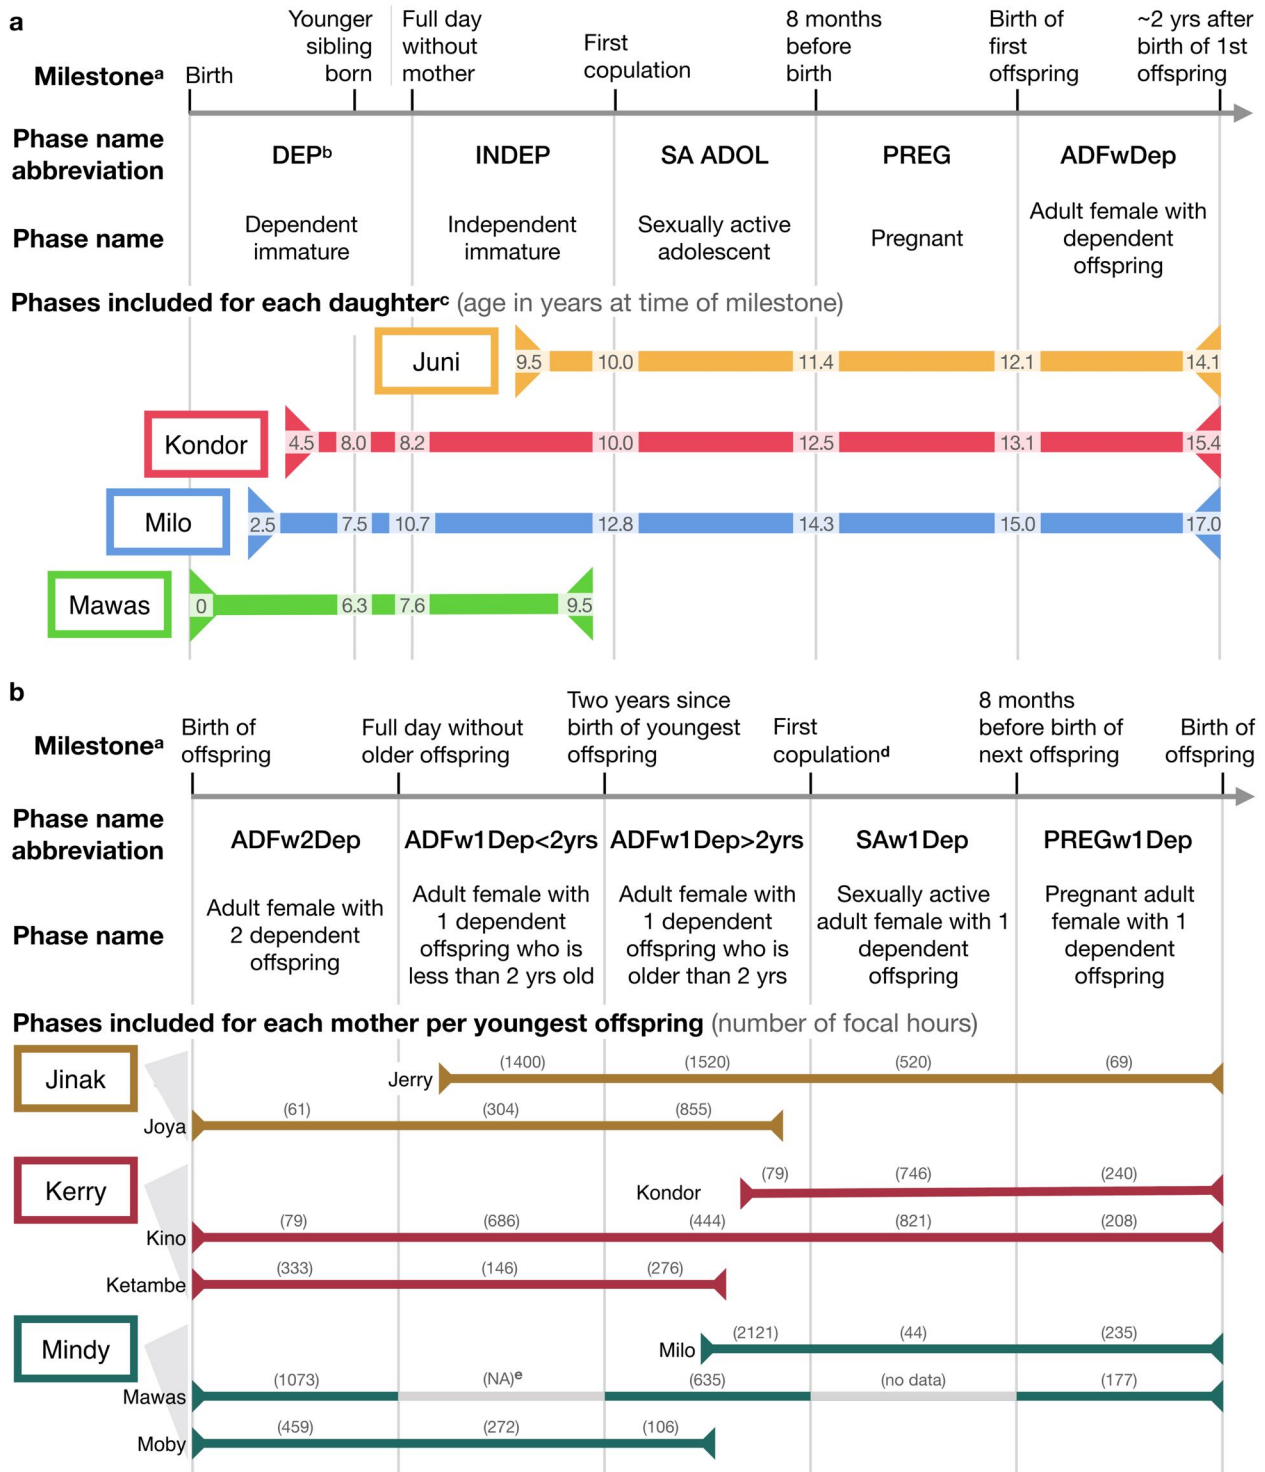 a
Younger
sibling
born
Full day
without
mother
First
copulation
8 months
before
birth
Birth of
first
offspring
~2 yrs after
birth of 1st
offspring
Milestoneᵃ
Birth
Phase name
abbreviation
DEPᵇ
INDEP
SA ADOL
PREG
ADFwDep
Phase name
Dependent
immature
Independent
immature
Sexually active
adolescent
Pregnant
Adult female with
dependent
offspring
Phases included for each daughterᶜ (age in years at time of milestone)
Juni
9.5 10.0 11.4 12.1 14.1
Kondor
4.5 8.0 8.2 10.0 12.5 13.1 15.4
Milo
2.5 7.5 10.7 12.8 14.3 15.0 17.0
Mawas
0 6.3 7.6 9.5
b
Milestoneᵃ
Birth of
offspring
Full day without
older offspring
Two years since
birth of youngest
offspring
First
copulationᵈ
8 months
before birth of
next offspring
Birth of
offspring
Phase name
abbreviation
ADFw2Dep
ADFw1Dep<2yrs
ADFw1Dep>2yrs
SAw1Dep
PREGw1Dep
Phase name
Adult female with
2 dependent
offspring
Adult female with
1 dependent
offspring who is
less than 2 yrs old
Adult female with
1 dependent
offspring who is
older than 2 yrs
Sexually active
adult female with 1
dependent
offspring
Pregnant adult
female with 1
dependent
offspring
Phases included for each mother per youngest offspring (number of focal hours)
Jinak
Jerry (1400) (1520) (520) (69)
Joya (61) (304) (855)
Kerry
Kondor (79) (746) (240)
Kino (79) (686) (444) (821) (208)
Ketambe (333) (146) (276)
Mindy
Milo (2121) (44) (235)
Mawas (1073) (NA)ᵉ (635) (no data) (177)
Moby (459) (272) (106)